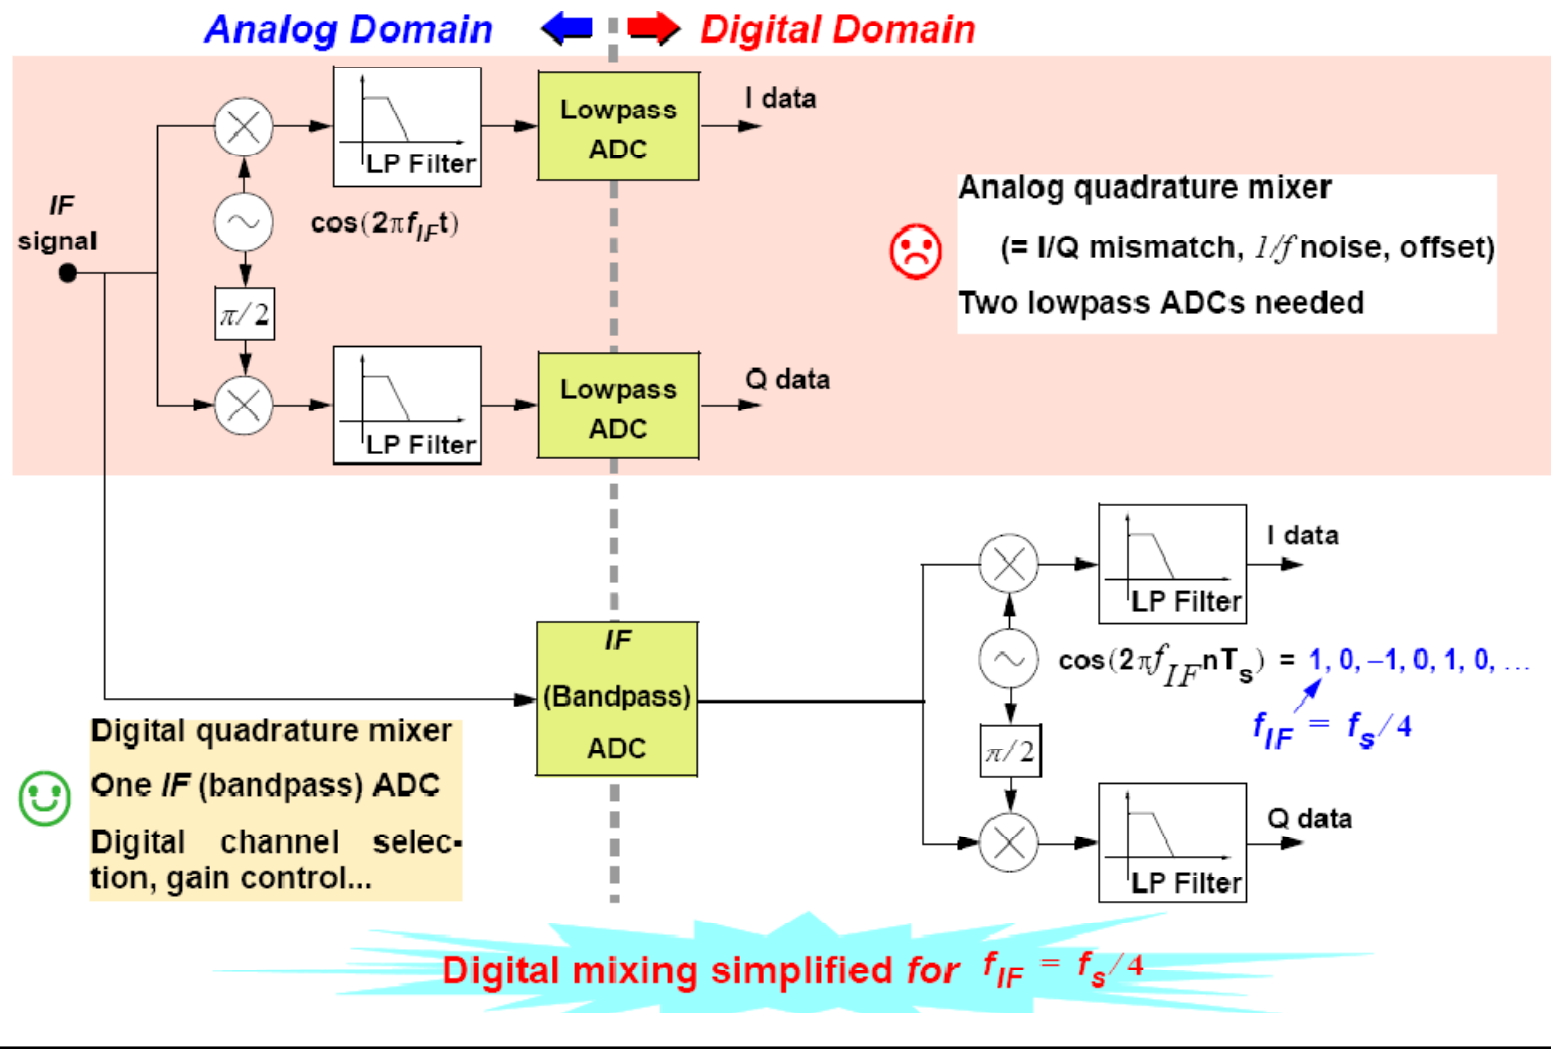 Analog Domain
Digital Domain
IF
signal
cos(2πf_IFt)
π/2
LP Filter
Lowpass
ADC
I data
LP Filter
Lowpass
ADC
Q data
Analog quadrature mixer
(= I/Q mismatch, 1/f noise, offset)
Two lowpass ADCs needed
Digital quadrature mixer
One IF (bandpass) ADC
Digital channel selec-
tion, gain control...
IF
(Bandpass)
ADC
LP Filter
I data
cos(2πf_IFnT_s) = 1, 0, –1, 0, 1, 0, ...
f_IF = f_s/4
π/2
LP Filter
Q data
Digital mixing simplified for f_IF = f_s/4